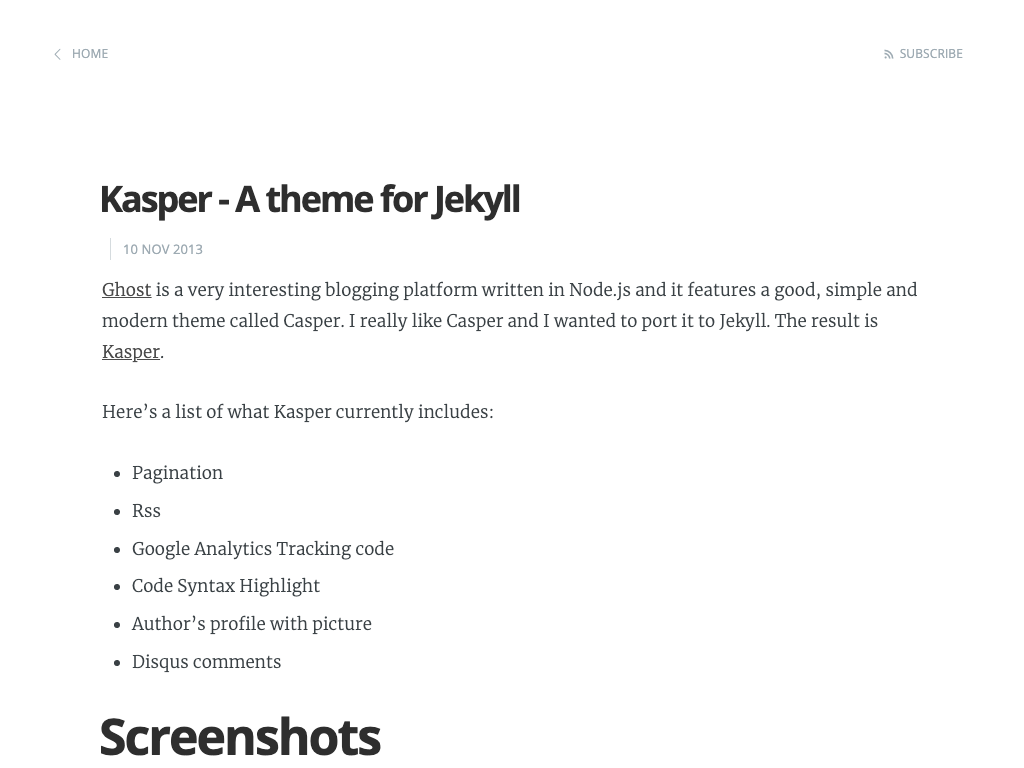 HOME
SUBSCRIBE
Kasper - A theme for Jekyll
10 NOV 2013
Ghost is a very interesting blogging platform written in Node.js and it features a good, simple and
modern theme called Casper. I really like Casper and I wanted to port it to Jekyll. The result is
Kasper.
Here’s a list of what Kasper currently includes:
• Pagination
• Rss
• Google Analytics Tracking code
• Code Syntax Highlight
• Author’s profile with picture
• Disqus comments
Screenshots